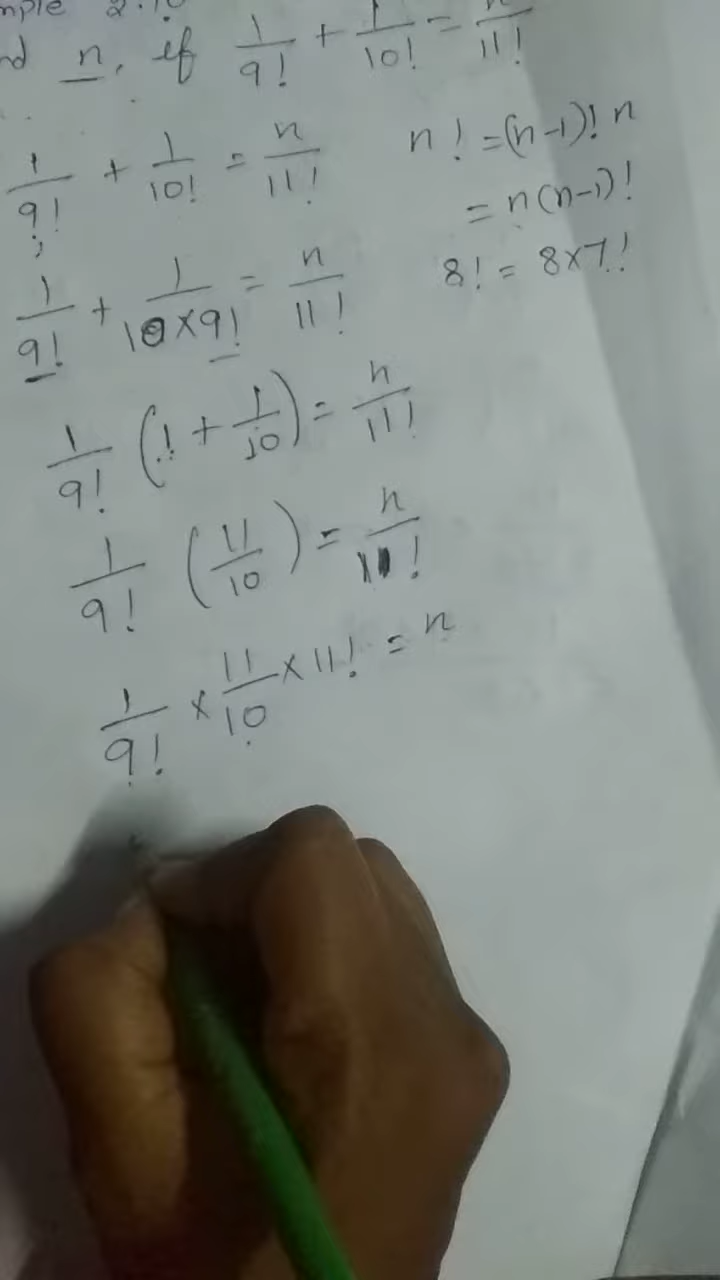 mple 2.10
nd n, if 1/9! + 1/10! = n/11!
1/9! + 1/10! = n/11!
n! = (n-1)! n
= n(n-1)!
8! = 8×7!
1/9! + 1/10×9! = n/11!
1/9! (1 + 1/10) = n/11!
1/9! (11/10) = n/11!
1/9! × 11/10 × 11! = n